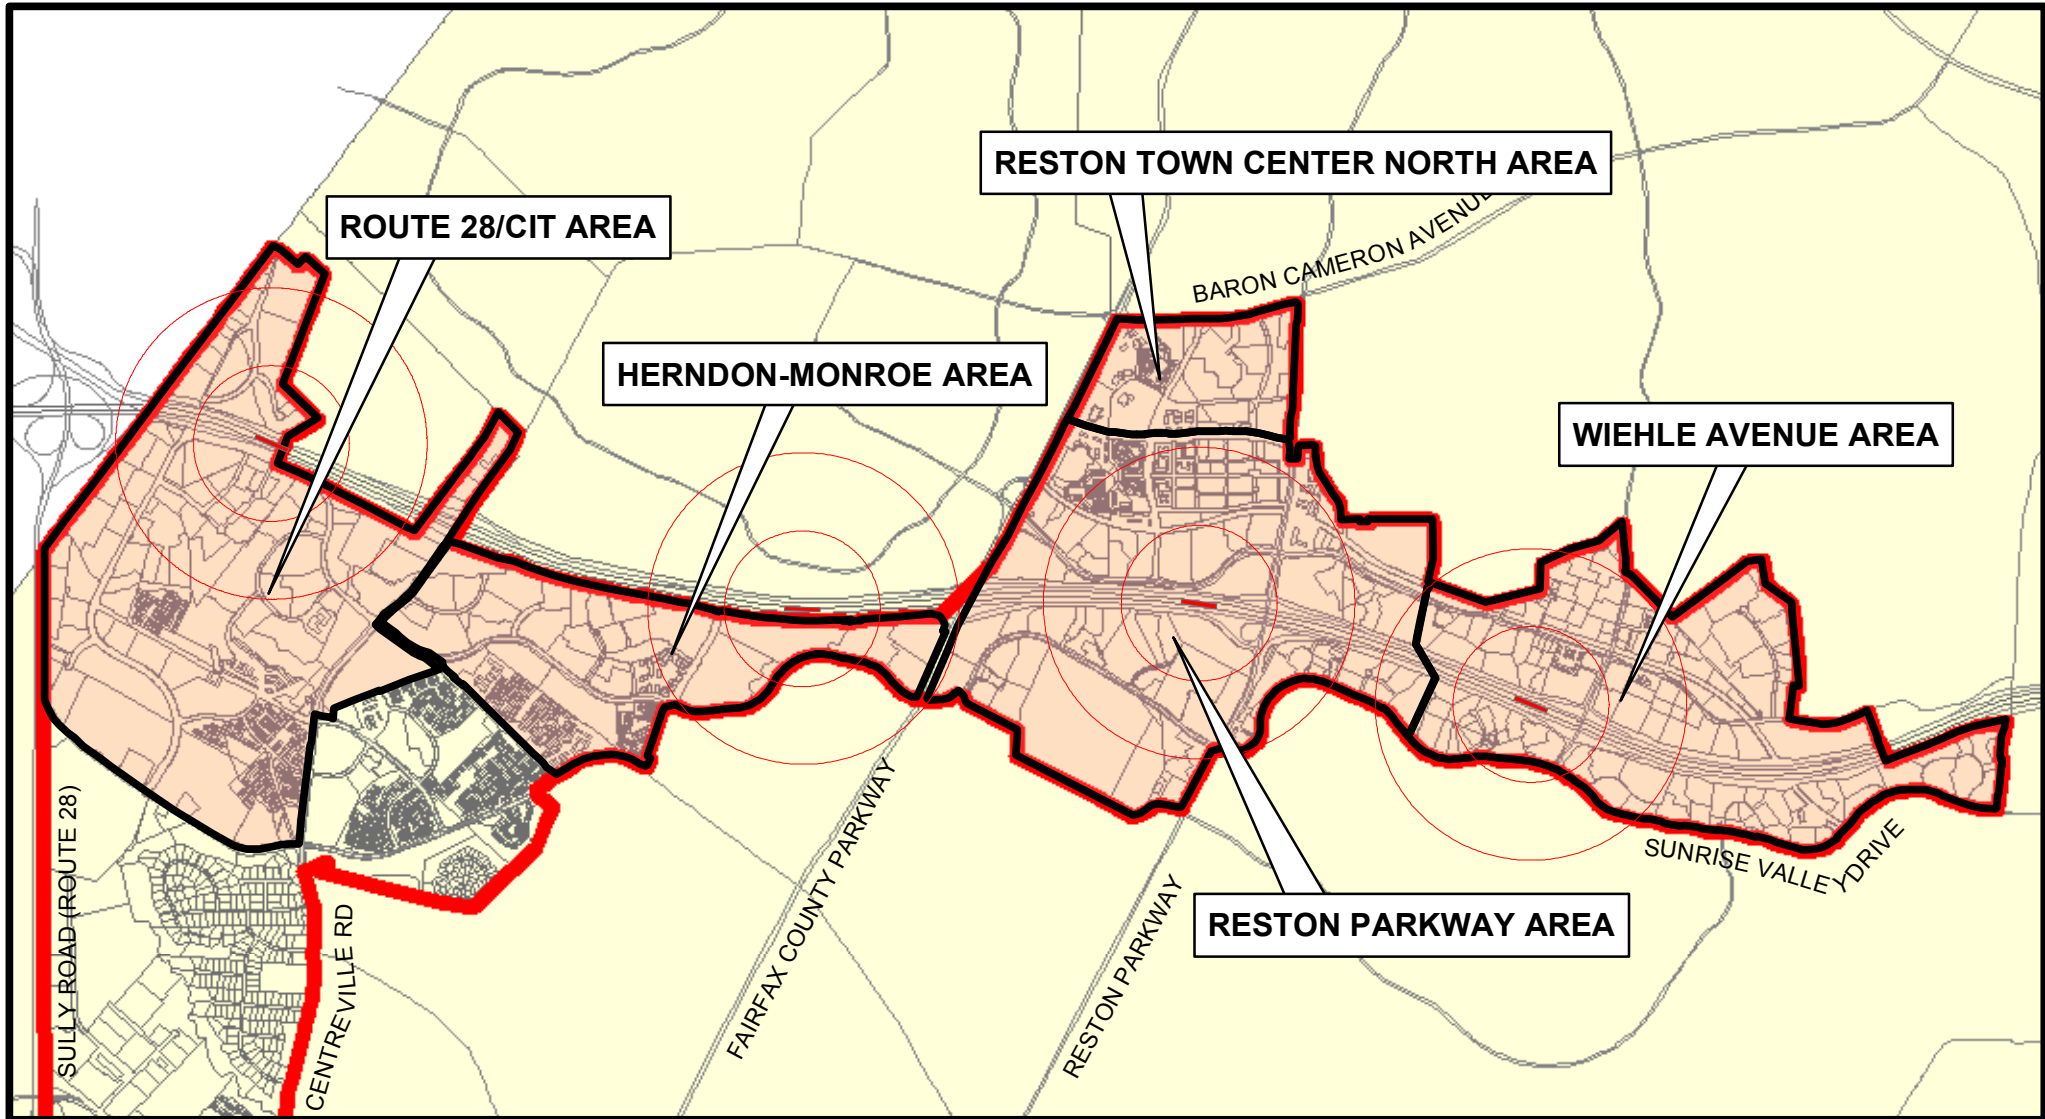 RESTON TOWN CENTER NORTH AREA
ROUTE 28/CIT AREA
BARON CAMERON AVENUE
HERNDON-MONROE AREA
WIEHLE AVENUE AREA
SUNRISE VALLEY DRIVE
RESTON PARKWAY AREA
SULLY ROAD (ROUTE 28)
CENTREVILLE RD
FAIRFAX COUNTY PARKWAY
RESTON PARKWAY